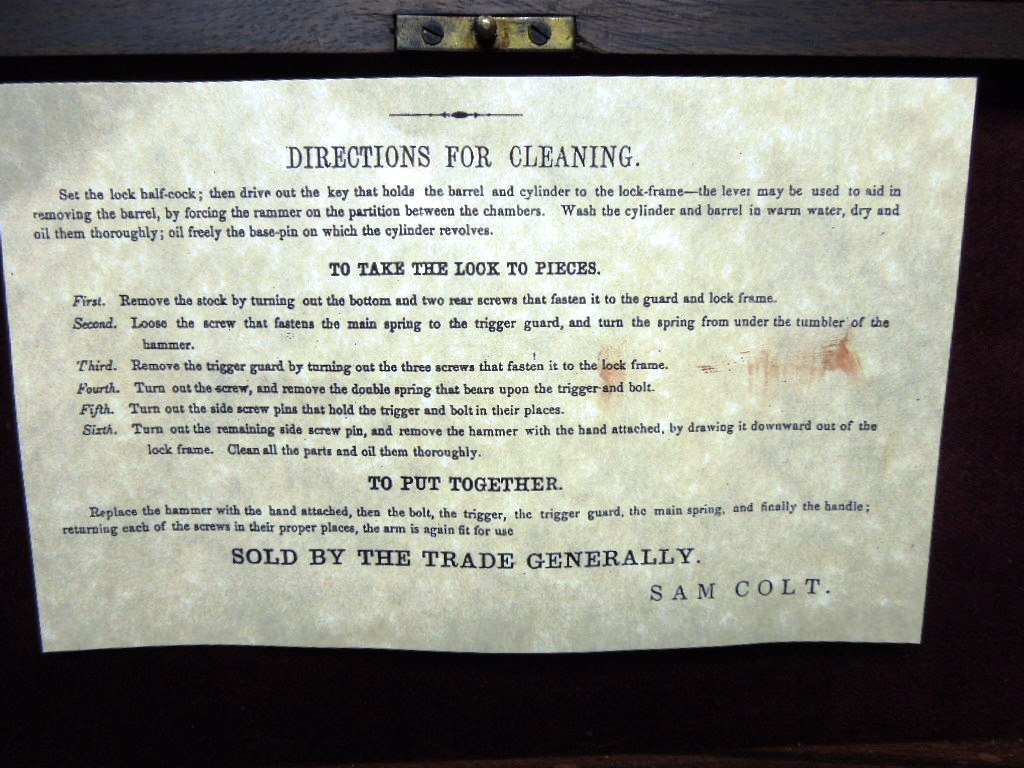 DIRECTIONS FOR CLEANING.
Set the lock half-cock; then drive out the key that holds the barrel and cylinder to the lock-frame—the lever may be used to aid in
removing the barrel, by forcing the rammer on the partition between the chambers. Wash the cylinder and barrel in warm water, dry and
oil them thoroughly; oil freely the base-pin on which the cylinder revolves.
TO TAKE THE LOCK TO PIECES.
First. Remove the stock by turning out the bottom and two rear screws that fasten it to the guard and lock frame.
Second. Loose the screw that fastens the main spring to the trigger guard, and turn the spring from under the tumbler of the
hammer.
Third. Remove the trigger guard by turning out the three screws that fasten it to the lock frame.
Fourth. Turn out the screw, and remove the double spring that bears upon the trigger and bolt.
Fifth. Turn out the side screw pins that hold the trigger and bolt in their places.
Sixth. Turn out the remaining side screw pin, and remove the hammer with the hand attached, by drawing it downward out of the
lock frame. Clean all the parts and oil them thoroughly.
TO PUT TOGETHER.
Replace the hammer with the hand attached, then the bolt, the trigger, the trigger guard, the main spring, and finally the handle;
returning each of the screws in their proper places, the arm is again fit for use
SOLD BY THE TRADE GENERALLY.
SAM COLT.